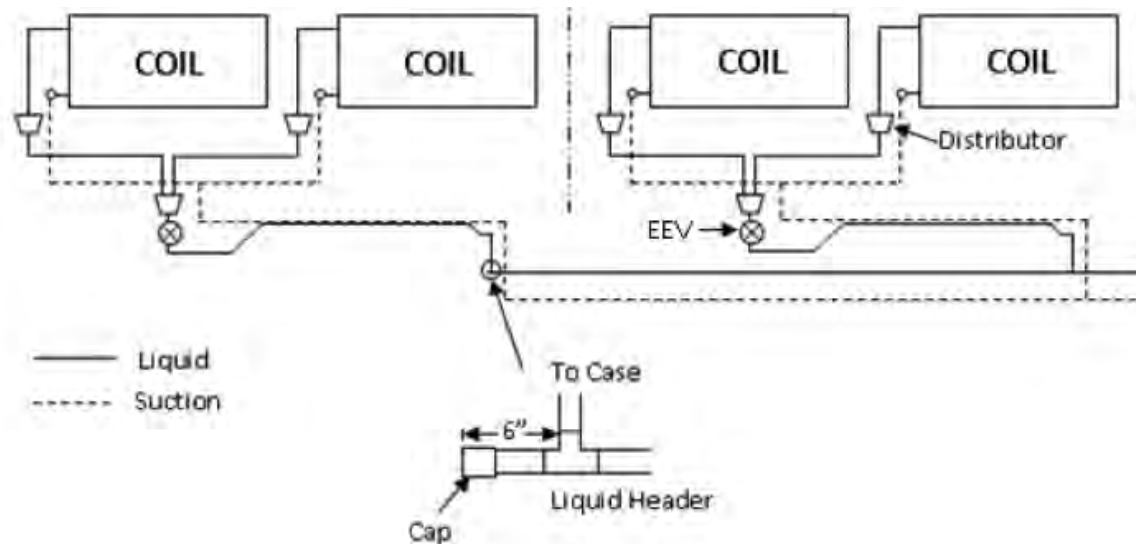 COIL
COIL
COIL
COIL
Distributor
EEV
Liquid
Suction
To Case
6”
Liquid Header
Cap